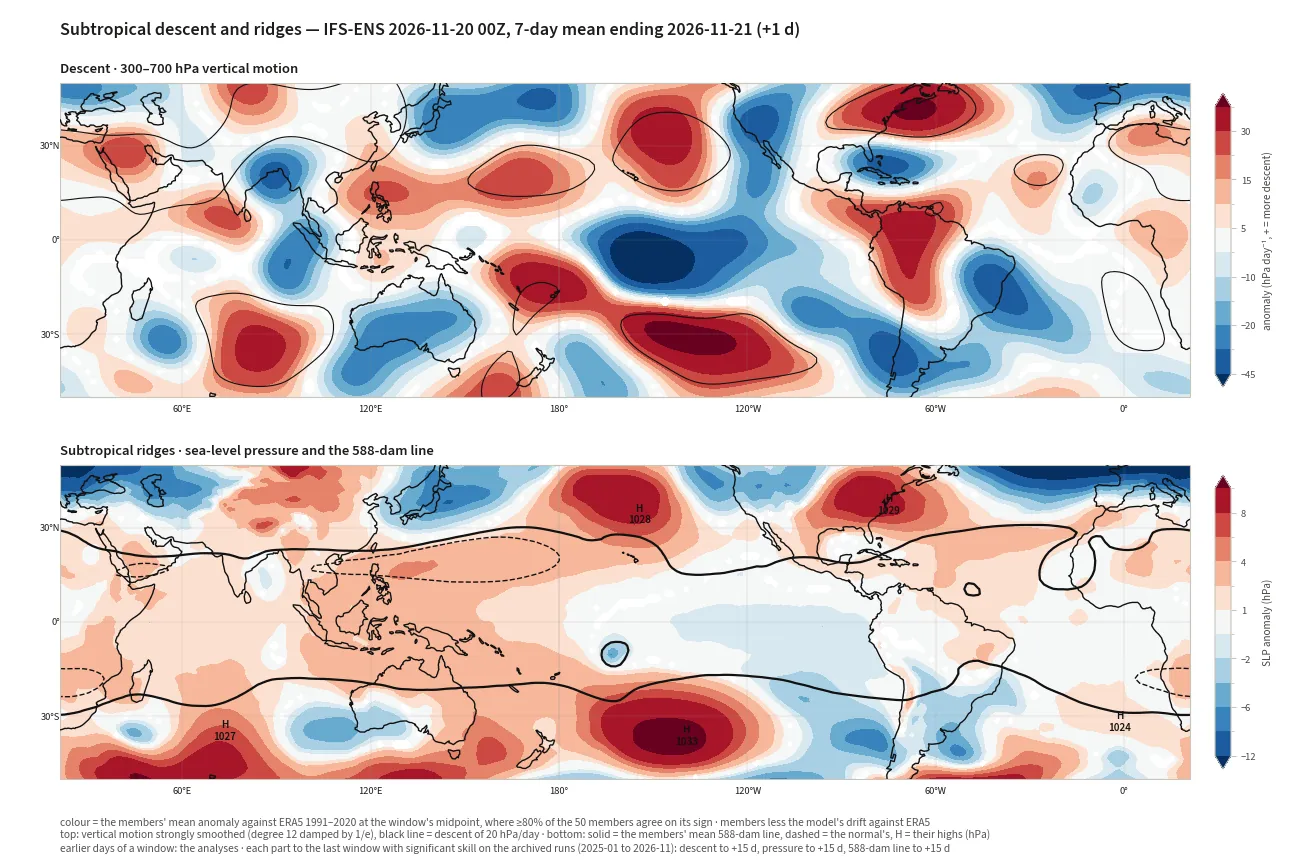 Subtropical descent and ridges — IFS-ENS 2026-11-20 00Z, 7-day mean ending 2026-11-21 (+1 d)
Descent · 300–700 hPa vertical motion
30°N
0°
30°S
60°E
120°E
180°
120°W
60°W
0°
30
15
5
−10
−20
−45
anomaly (hPa day⁻¹, + = more descent)
Subtropical ridges · sea-level pressure and the 588-dam line
30°N
0°
30°S
H
1028
H
1029
H
1027
H
1033
H
1024
60°E
120°E
180°
120°W
60°W
0°
8
4
1
−2
−6
−12
SLP anomaly (hPa)
colour = the members' mean anomaly against ERA5 1991–2020 at the window's midpoint, where ≥80% of the 50 members agree on its sign · members less the model's drift against ERA5
top: vertical motion strongly smoothed (degree 12 damped by 1/e), black line = descent of 20 hPa/day · bottom: solid = the members' mean 588-dam line, dashed = the normal's, H = their highs (hPa)
earlier days of a window: the analyses · each part to the last window with significant skill on the archived runs (2025-01 to 2026-11): descent to +15 d, pressure to +15 d, 588-dam line to +15 d